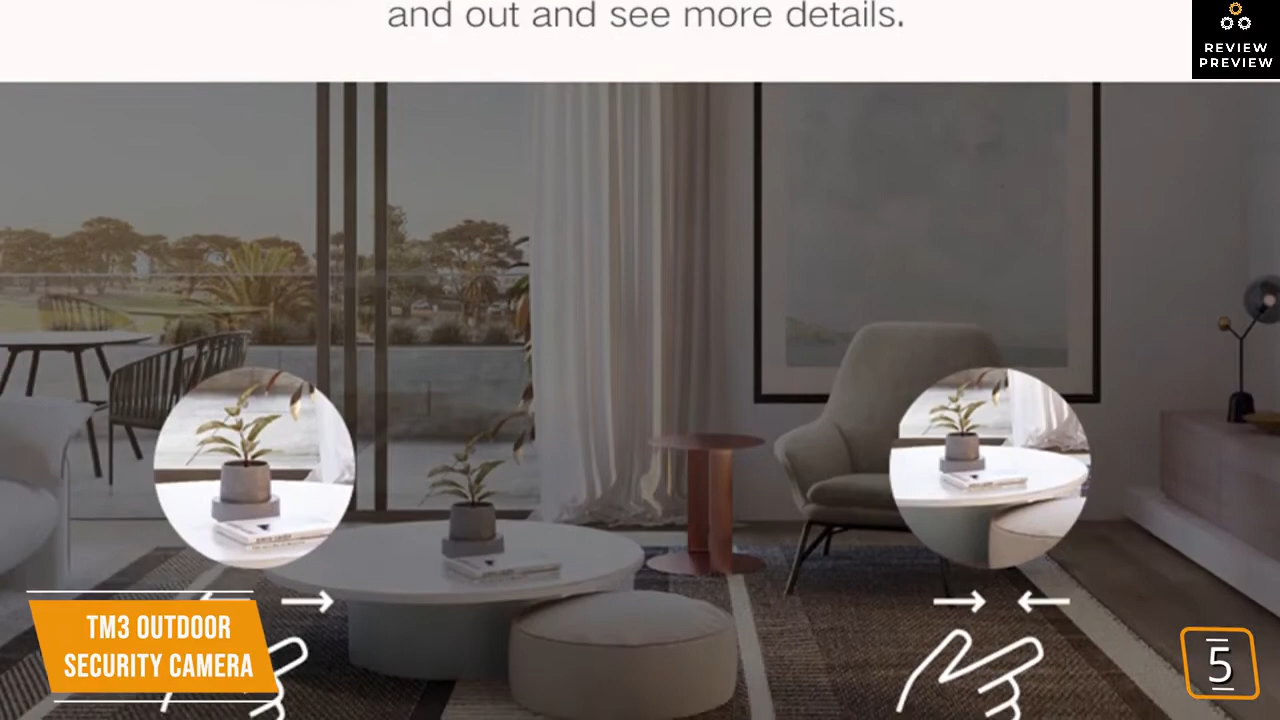 and out and see more details.
REVIEW
PREVIEW
TM3 OUTDOOR
SECURITY CAMERA
5